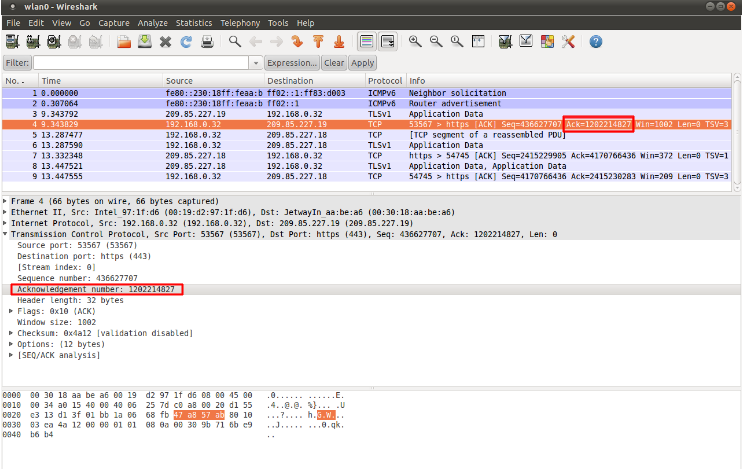 wlan0 - Wireshark
File Edit View Go Capture Analyze Statistics Telephony Tools Help
Filter: Expression... Clear Apply
No. Time Source Destination Protocol Info
1 0.000000 fe80::230:18ff:feaa:b ff02::1:ff83:d003 ICMPv6 Neighbor solicitation
2 0.307064 fe80::230:18ff:feaa:b ff02::1 ICMPv6 Router advertisement
3 9.343792 209.85.227.19 192.168.0.32 TLSv1 Application Data
4 9.343829 192.168.0.32 209.85.227.19 TCP 53567 > https [ACK] Seq=436627707 Ack=1202214827 Win=1002 Len=0 TSV=3
5 13.287477 192.168.0.32 209.85.227.18 TCP [TCP segment of a reassembled PDU]
6 13.287590 192.168.0.32 209.85.227.18 TLSv1 Application Data
7 13.332348 209.85.227.18 192.168.0.32 TCP https > 54745 [ACK] Seq=2415229905 Ack=4170766436 Win=372 Len=0 TSV=1
8 13.447521 209.85.227.18 192.168.0.32 TLSv1 Application Data, Application Data
9 13.447555 192.168.0.32 209.85.227.18 TCP 54745 > https [ACK] Seq=4170766436 Ack=2415230283 Win=209 Len=0 TSV=3
Frame 4 (66 bytes on wire, 66 bytes captured)
Ethernet II, Src: Intel_97:1f:d6 (00:19:d2:97:1f:d6), Dst: JetwayIn_aa:be:a6 (00:30:18:aa:be:a6)
Internet Protocol, Src: 192.168.0.32 (192.168.0.32), Dst: 209.85.227.19 (209.85.227.19)
Transmission Control Protocol, Src Port: 53567 (53567), Dst Port: https (443), Seq: 436627707, Ack: 1202214827, Len: 0
Source port: 53567 (53567)
Destination port: https (443)
[Stream index: 0]
Sequence number: 436627707
Acknowledgement number: 1202214827
Header length: 32 bytes
Flags: 0x10 (ACK)
Window size: 1002
Checksum: 0x4a12 [validation disabled]
Options: (12 bytes)
[SEQ/ACK analysis]
0000 00 30 18 aa be a6 00 19 d2 97 1f d6 08 00 45 00 .0...... ......E.
0010 00 34 a0 15 40 00 40 06 25 7d c0 a8 00 20 d1 55 .4..@.@. %}... .U
0020 e3 13 d1 3f 01 bb 1a 06 68 fb 47 a8 57 ab 80 10 ...?.... h.G.W...
0030 03 ea 4a 12 00 00 01 01 08 0a 00 30 9b 71 6b e9 ..J..... ...0.qk.
0040 b6 b4 ..